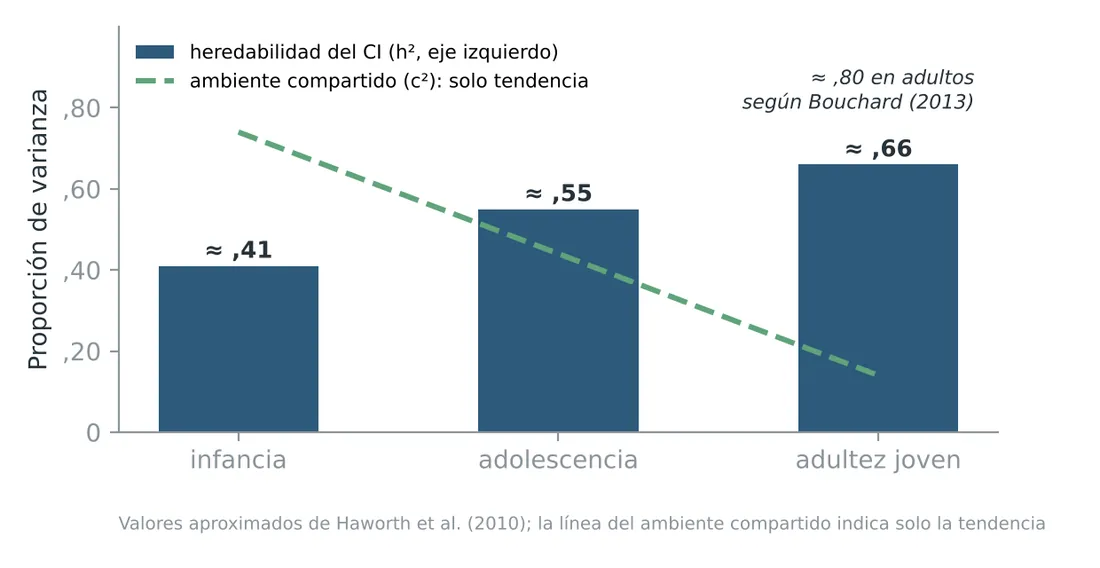 heredabilidad del CI (h², eje izquierdo)
ambiente compartido (c²): solo tendencia
≈ ,80 en adultos
según Bouchard (2013)
Proporción de varianza
,80
,60
,40
,20
0
≈ ,41
≈ ,55
≈ ,66
infancia
adolescencia
adultez joven
Valores aproximados de Haworth et al. (2010); la línea del ambiente compartido indica solo la tendencia